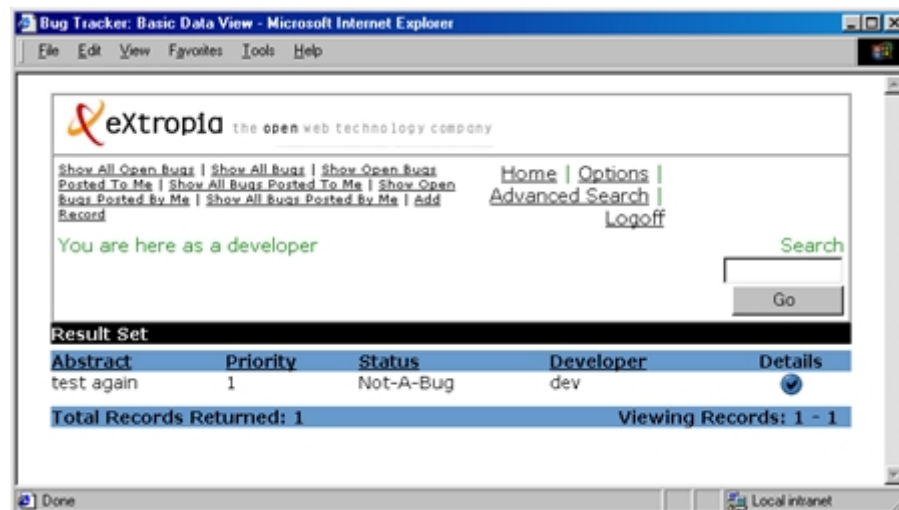 Bug Tracker: Basic Data View - Microsoft Internet Explorer
File Edit View Favorites Tools Help
eXtropia the open web technology company
Show All Open Bugs | Show All Bugs | Show Open Bugs
Posted To Me | Show All Bugs Posted To Me | Show Open
Bugs Posted By Me | Show All Bugs Posted By Me | Add
Record
Home | Options |
Advanced Search |
Logoff
You are here as a developer
Search
Go
Result Set
Abstract Priority Status Developer Details
test again 1 Not-A-Bug dev
Total Records Returned: 1 Viewing Records: 1 - 1
Done Local intranet